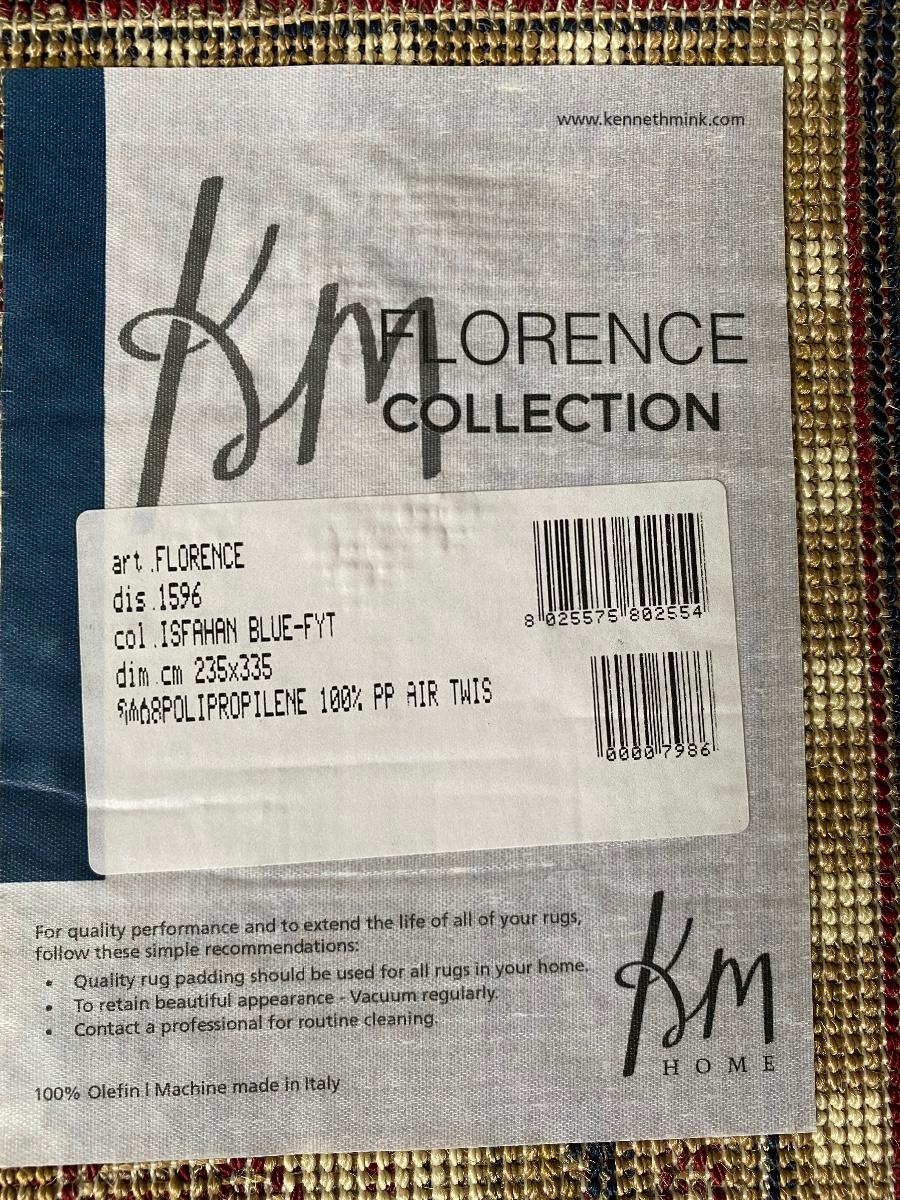 www.kennethmink.com
Km
FLORENCE
COLLECTION
art.FLORENCE
dis.1596
col.ISFAHAN BLUE-FYT
dim.cm 235x335
POLIPROPILENE 100% PP AIR TWIS
8 025575 802554
00007986
For quality performance and to extend the life of all of your rugs,
follow these simple recommendations:
• Quality rug padding should be used for all rugs in your home.
• To retain beautiful appearance - Vacuum regularly.
• Contact a professional for routine cleaning.
Km
HOME
100% Olefin | Machine made in Italy